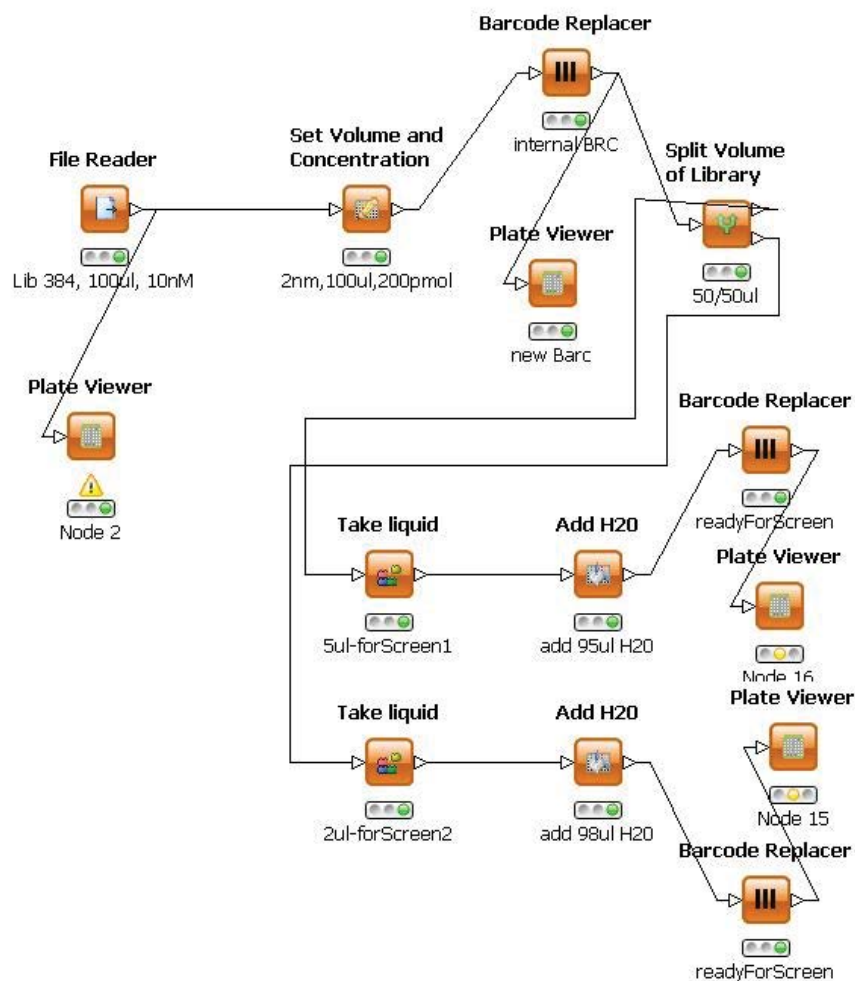 Barcode Replacer
internal BRC
Set Volume and
Concentration
2nm,100ul,200pmol
File Reader
Lib 384, 100ul, 10nM
Split Volume
of Library
50/50ul
Plate Viewer
new Barc
Plate Viewer
Node 2
Barcode Replacer
readyForScreen
Take liquid
5ul-forScreen1
Add H20
add 95ul H20
Plate Viewer
Node 16
Take liquid
2ul-forScreen2
Add H20
add 98ul H20
Plate Viewer
Node 15
Barcode Replacer
readyForScreen